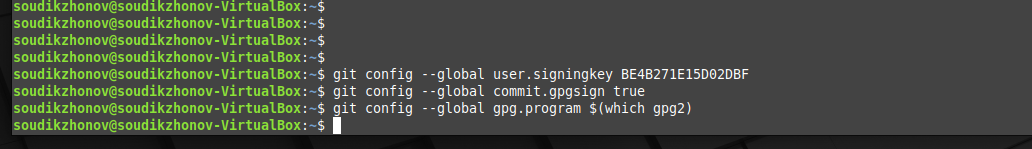 soudikzhonov@soudikzhonov-VirtualBox:~$
soudikzhonov@soudikzhonov-VirtualBox:~$
soudikzhonov@soudikzhonov-VirtualBox:~$
soudikzhonov@soudikzhonov-VirtualBox:~$
soudikzhonov@soudikzhonov-VirtualBox:~$ git config --global user.signingkey BE4B271E15D02DBF
soudikzhonov@soudikzhonov-VirtualBox:~$ git config --global commit.gpgsign true
soudikzhonov@soudikzhonov-VirtualBox:~$ git config --global gpg.program $(which gpg2)
soudikzhonov@soudikzhonov-VirtualBox:~$